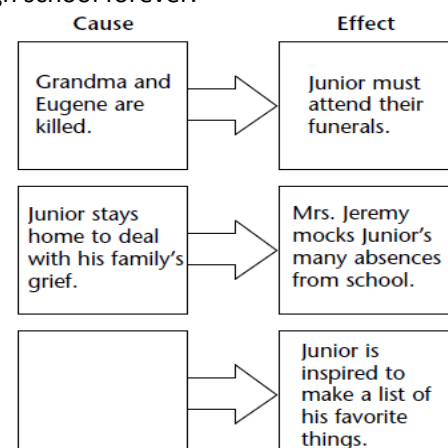 school forever.
Cause
Effect
Grandma and
Eugene are
killed.
Junior must
attend their
funerals.
Junior stays
home to deal
with his family's
grief.
Mrs. Jeremy
mocks Junior's
many absences
from school.
Junior is
inspired to
make a list of
his favorite
things.